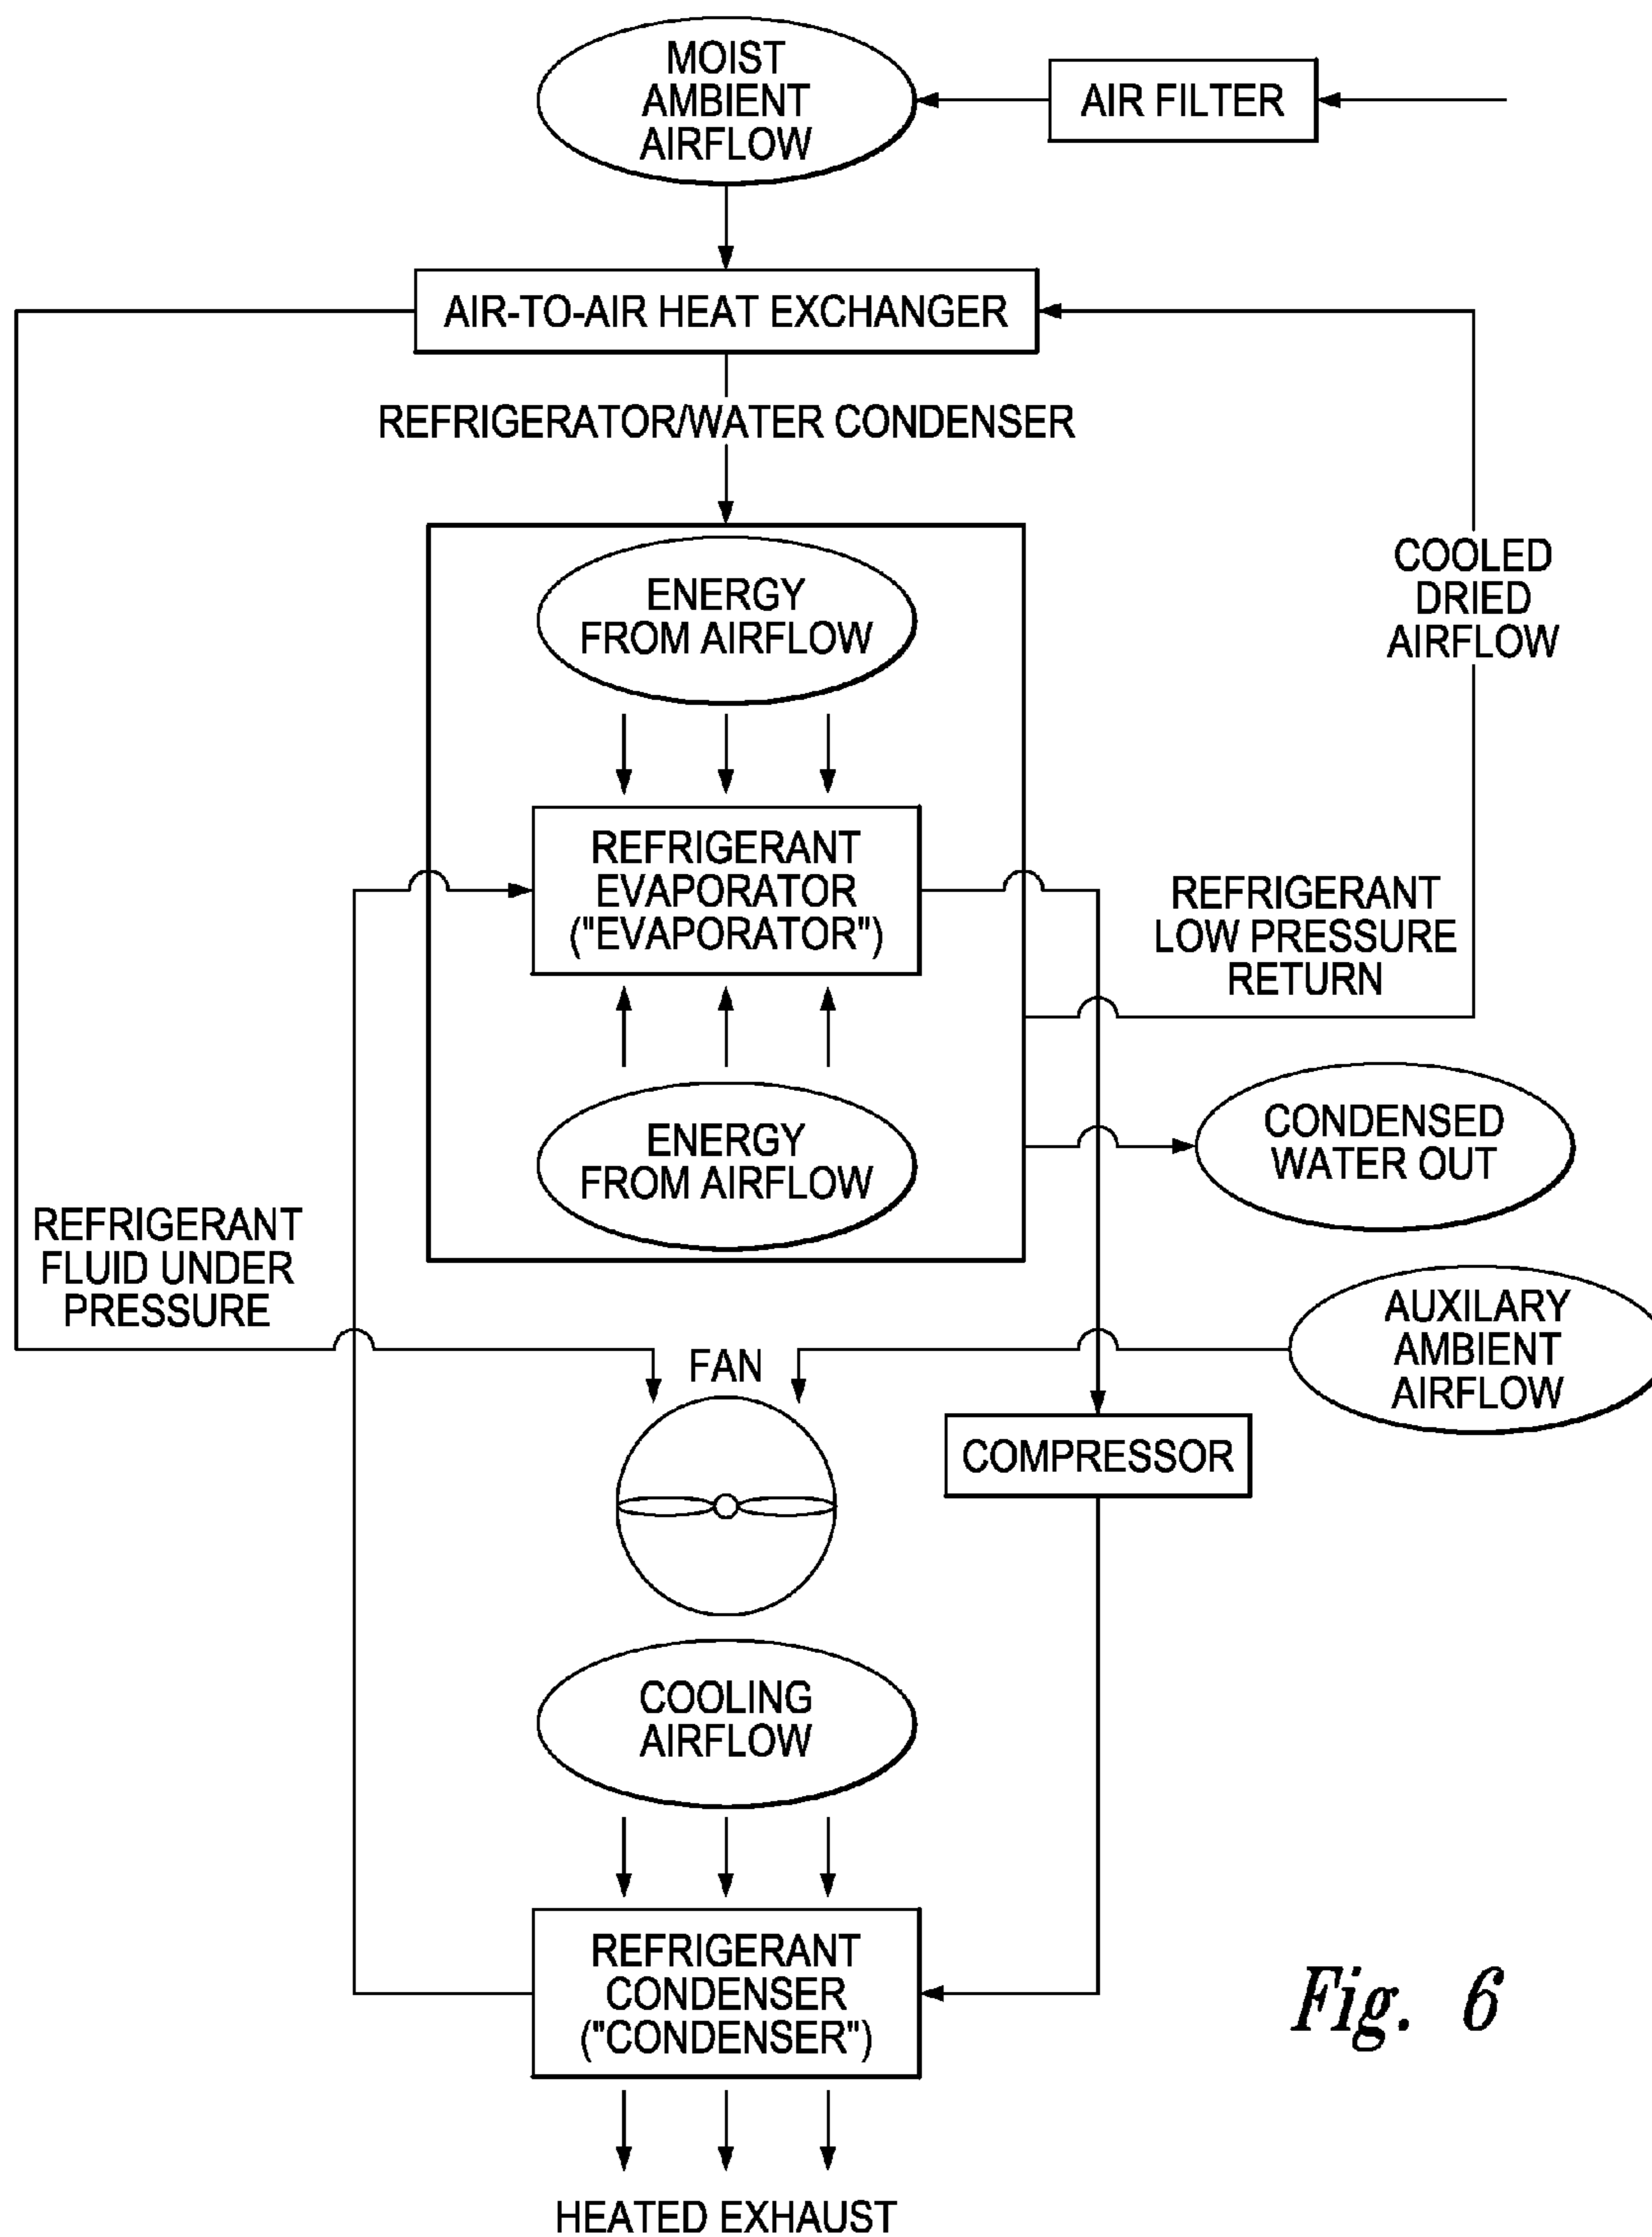 MOIST
AMBIENT
AIRFLOW
AIR FILTER
AIR-TO-AIR HEAT EXCHANGER
REFRIGERATOR/WATER CONDENSER
ENERGY
FROM AIRFLOW
COOLED
DRIED
AIRFLOW
REFRIGERANT
EVAPORATOR
("EVAPORATOR")
REFRIGERANT
LOW PRESSURE
RETURN
ENERGY
FROM AIRFLOW
CONDENSED
WATER OUT
REFRIGERANT
FLUID UNDER
PRESSURE
AUXILARY
AMBIENT
AIRFLOW
FAN
COMPRESSOR
COOLING
AIRFLOW
REFRIGERANT
CONDENSER
("CONDENSER")
Fig. 6
HEATED EXHAUST